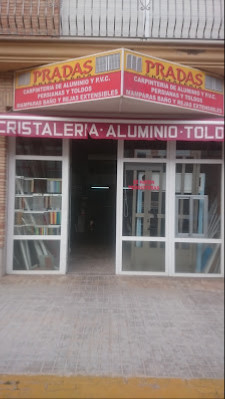 PRADAS
CARPINTERIA DE ALUMINIO Y P.V.C.
PERSIANAS Y TOLDOS
MAMPARAS BAÑO Y REJAS EXTENSIBLES
PRADAS
CARPINTERIA DE ALUMINIO Y P.V.C.
PERSIANAS Y TOLDOS
MAMPARAS BAÑO Y REJAS EXTENSIBLES
CRISTALERIA · ALUMINIO · TOLD